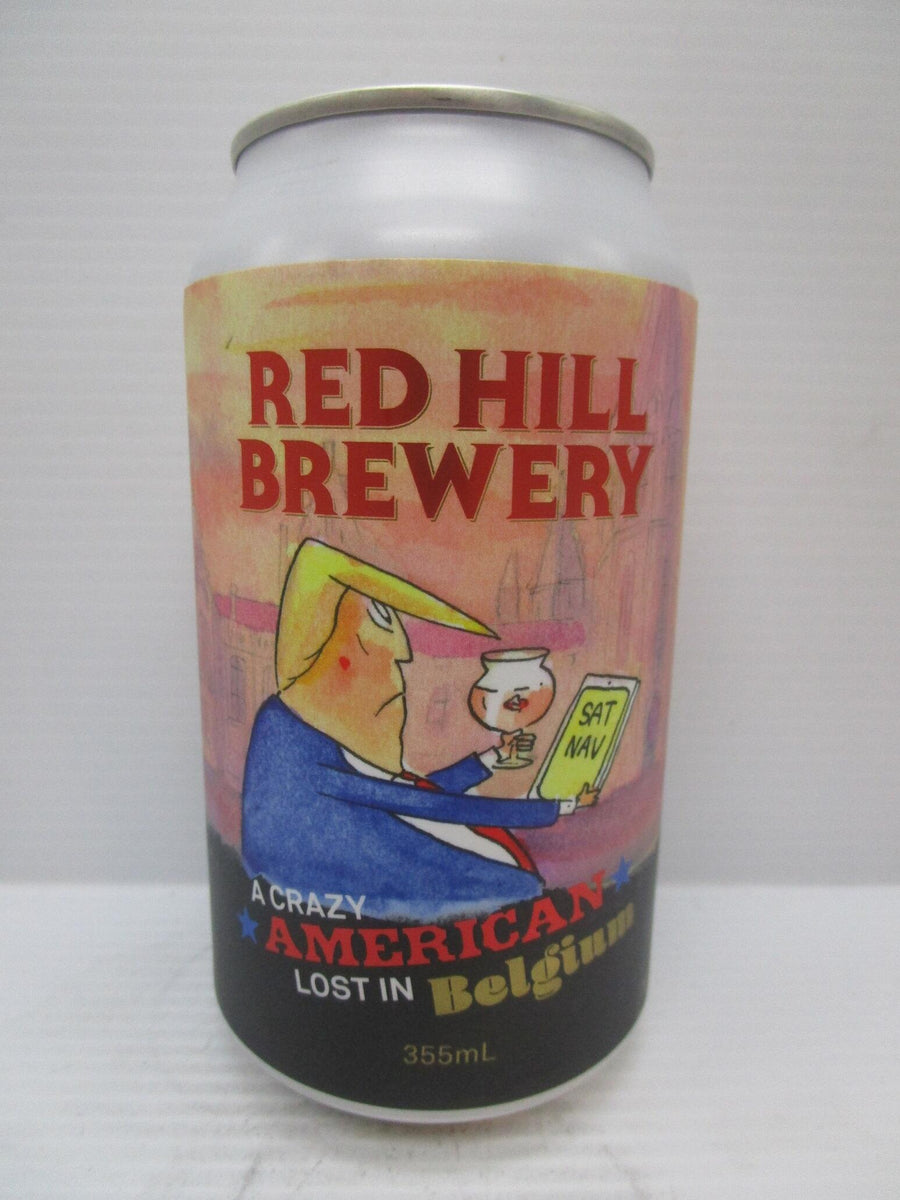 RED HILL
BREWERY
SAT
NAV
A CRAZY
AMERICAN
LOST IN Belgium
355mL